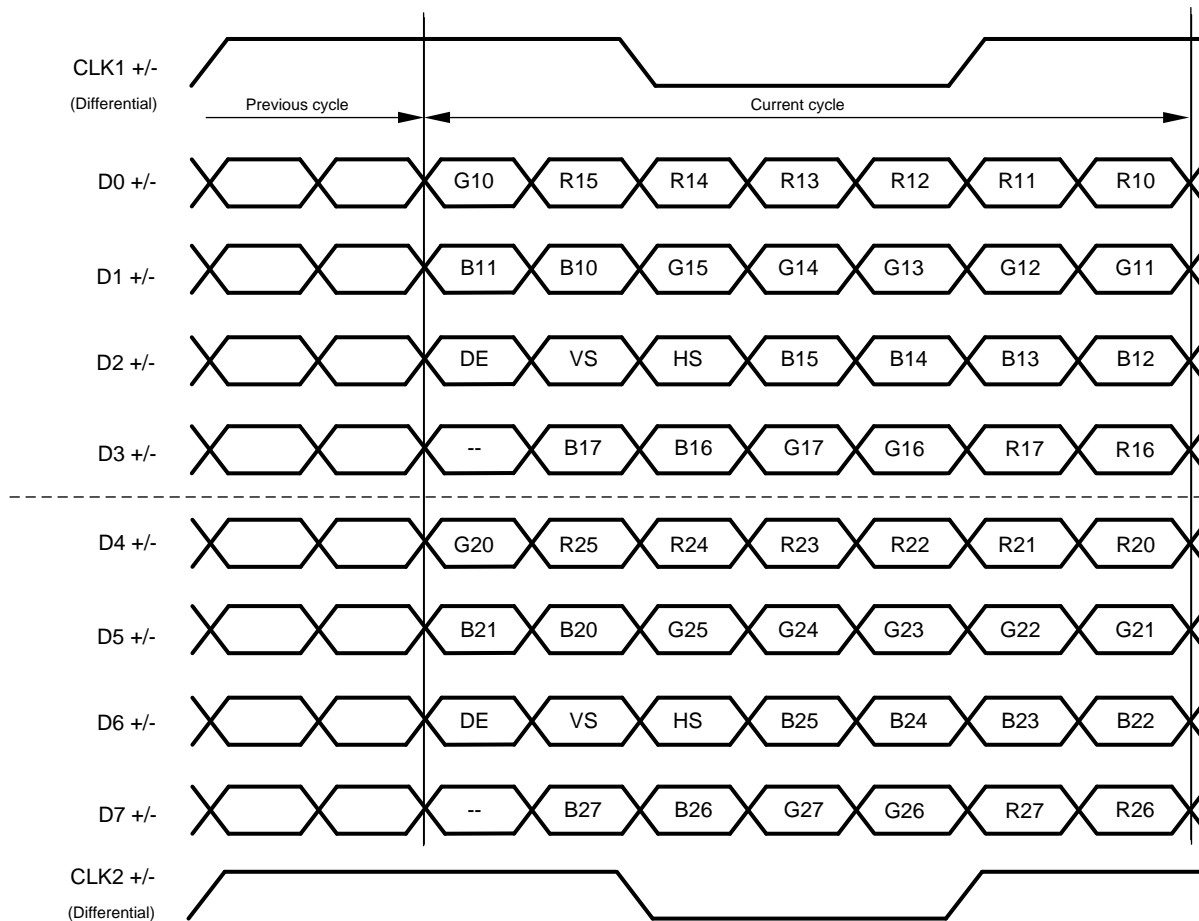 CLK1 +/-
(Differential)
Previous cycle Current cycle
D0 +/- G10 R15 R14 R13 R12 R11 R10
D1 +/- B11 B10 G15 G14 G13 G12 G11
D2 +/- DE VS HS B15 B14 B13 B12
D3 +/- -- B17 B16 G17 G16 R17 R16
D4 +/- G20 R25 R24 R23 R22 R21 R20
D5 +/- B21 B20 G25 G24 G23 G22 G21
D6 +/- DE VS HS B25 B24 B23 B22
D7 +/- -- B27 B26 G27 G26 R27 R26
CLK2 +/-
(Differential)